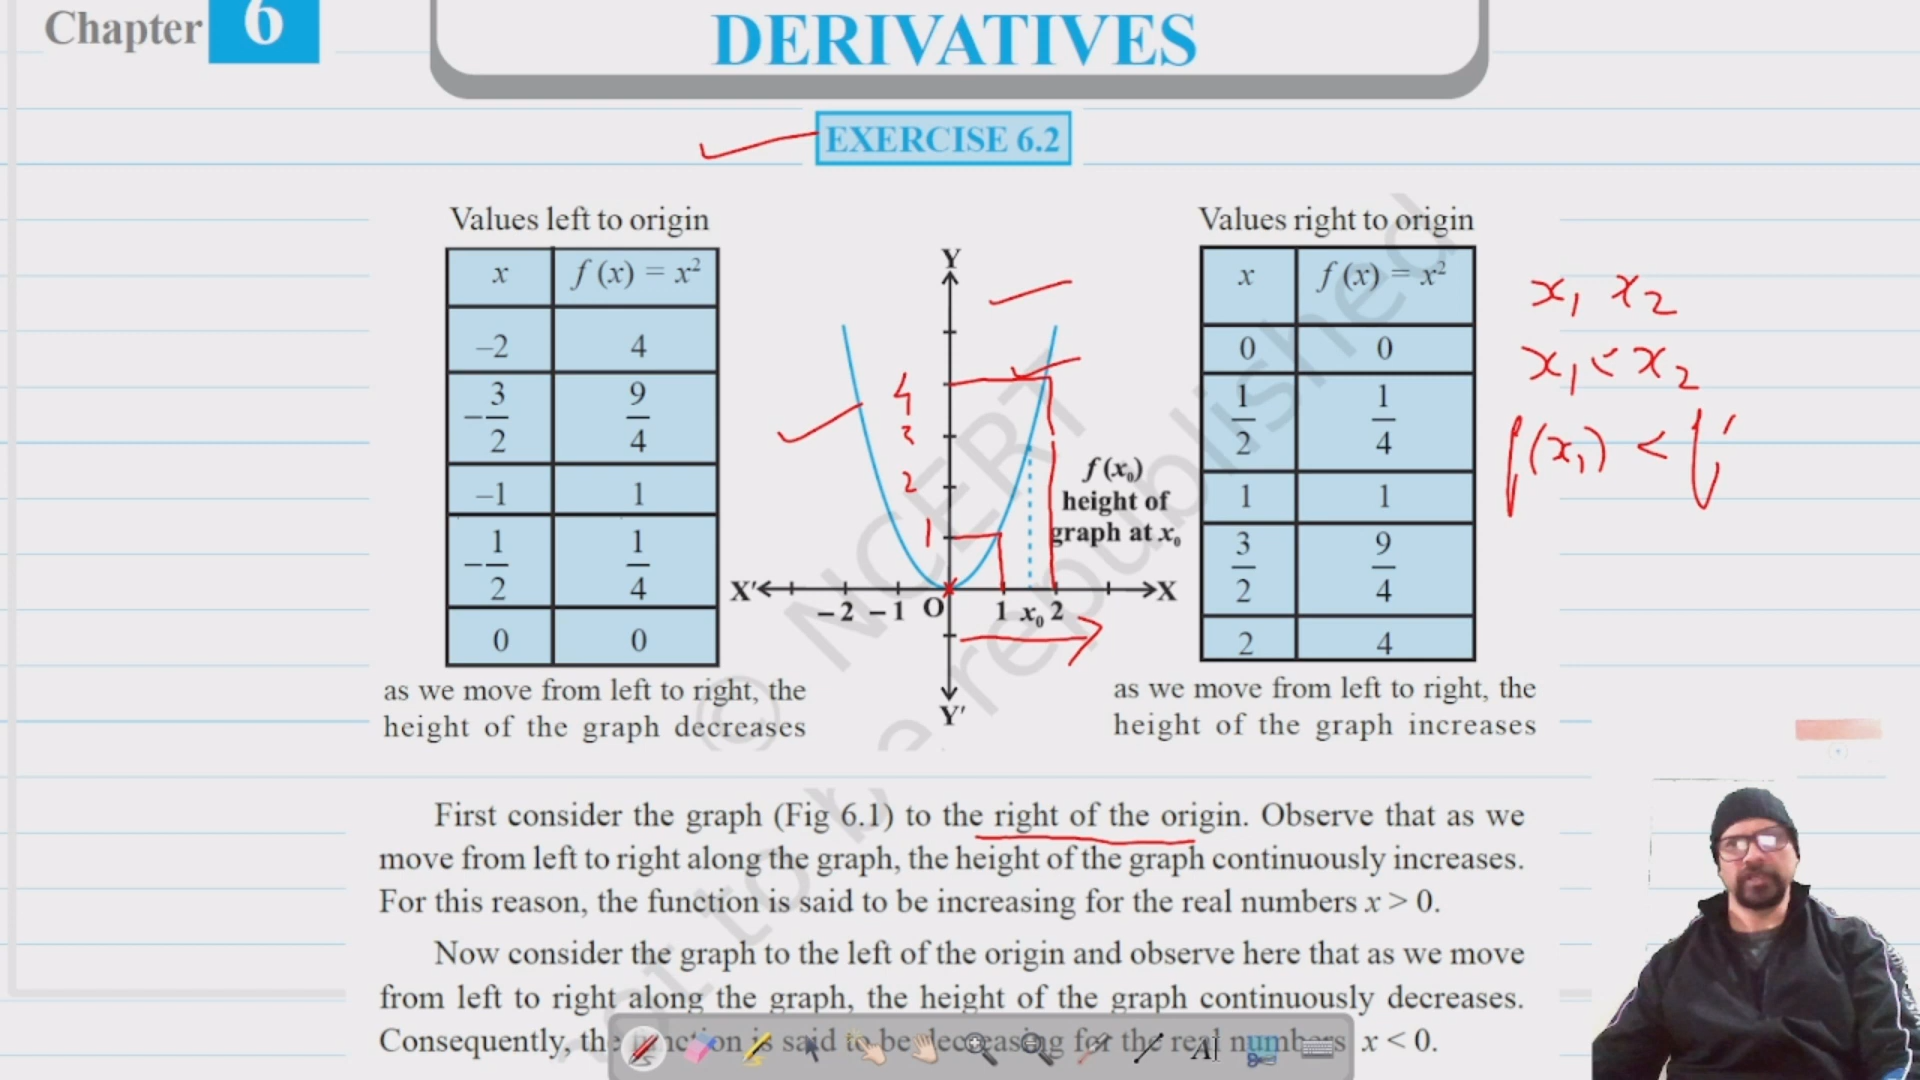 Chapter 6
DERIVATIVES
EXERCISE 6.2
Values left to origin
x f (x) = x²
–2 4
–3/2 9/4
–1 1
–1/2 1/4
0 0
as we move from left to right, the
height of the graph decreases
Y
4
3
2
1
f (x₀)
height of
graph at x₀
X′ –2 –1 O 1 x₀ 2 X
Y′
Values right to origin
x f (x) = x²
0 0
1/2 1/4
1 1
3/2 9/4
2 4
as we move from left to right, the
height of the graph increases
x₁ x₂
x₁ < x₂
f(x₁) <
© NCERT
not to be republished
First consider the graph (Fig 6.1) to the right of the origin. Observe that as we
move from left to right along the graph, the height of the graph continuously increases.
For this reason, the function is said to be increasing for the real numbers x > 0.
Now consider the graph to the left of the origin and observe here that as we move
from left to right along the graph, the height of the graph continuously decreases.
Consequently, the function is said to be decreasing for the real numbers x < 0.